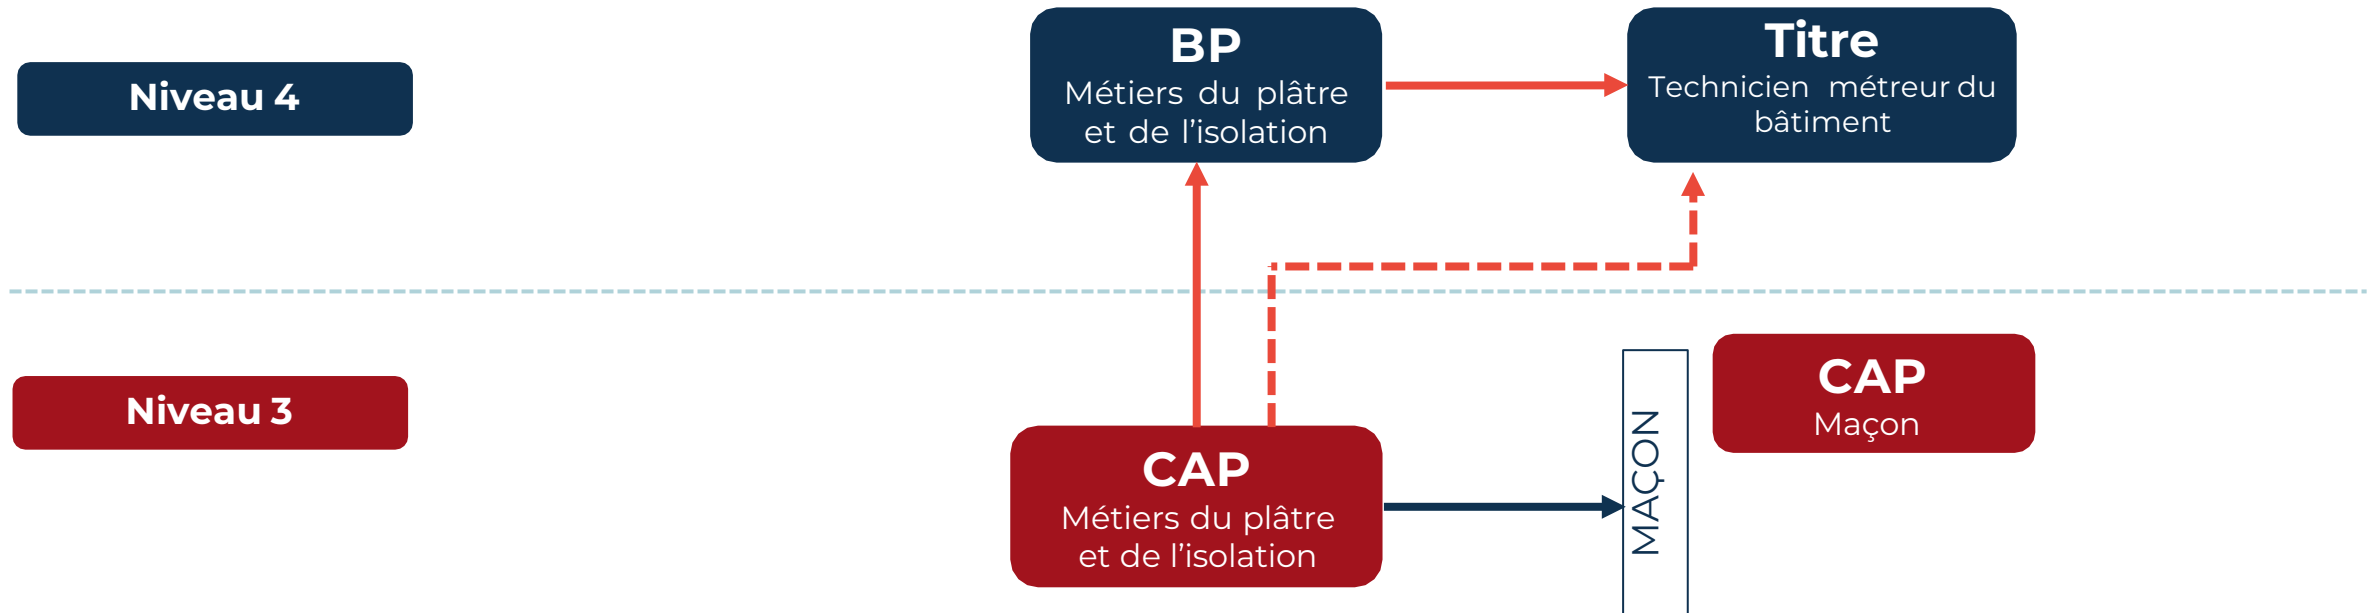 Niveau 4
BP
Métiers du plâtre
et de l’isolation
Titre
Technicien métreur du
bâtiment
Niveau 3
CAP
Métiers du plâtre
et de l’isolation
MAÇON
CAP
Maçon